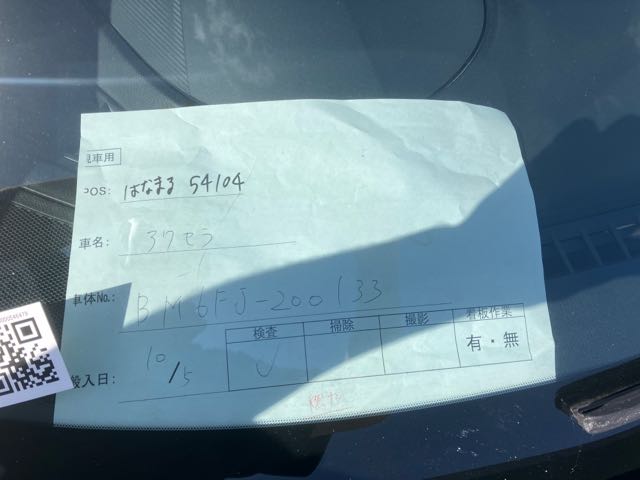 見車用
POS: はなまる 54104
車名: アクセラ
車体No.: BM6FJ-200133
検査 掃除 撮影 看板作業
有・無
搬入日: 10/5